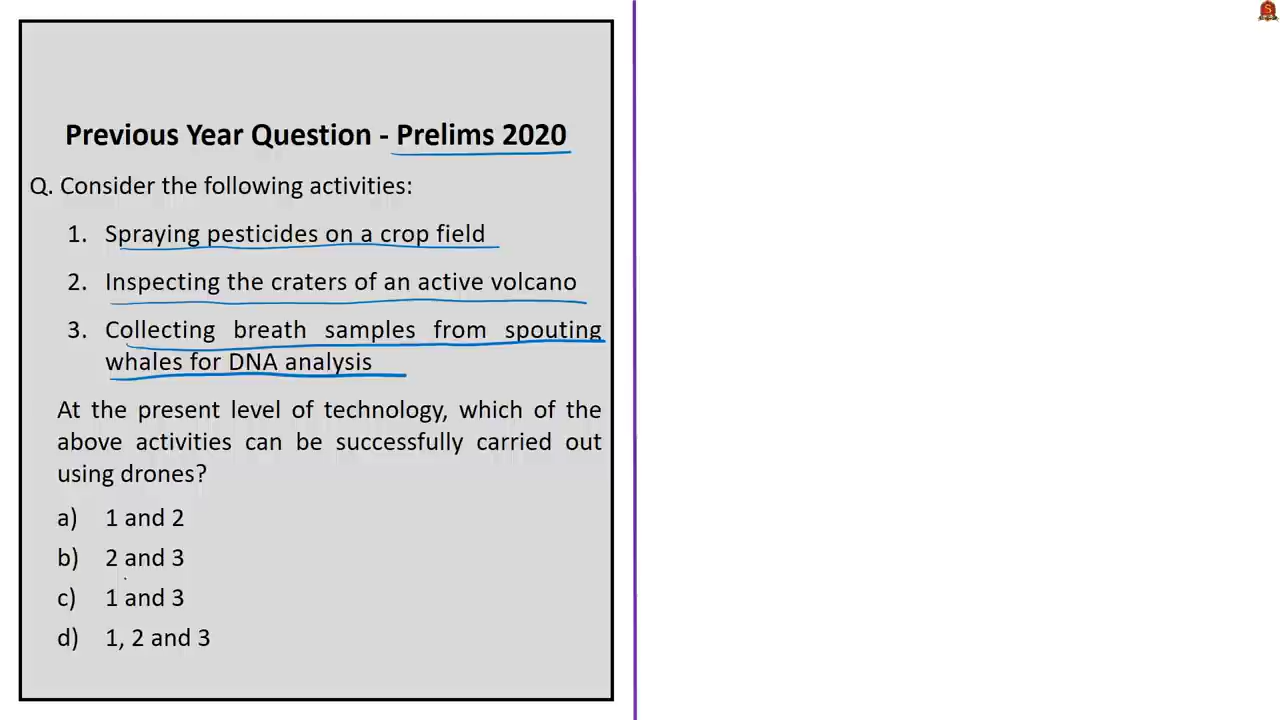 Previous Year Question - Prelims 2020
Q. Consider the following activities:
1. Spraying pesticides on a crop field
2. Inspecting the craters of an active volcano
3. Collecting breath samples from spouting
whales for DNA analysis
At the present level of technology, which of the
above activities can be successfully carried out
using drones?
a) 1 and 2
b) 2 and 3
c) 1 and 3
d) 1, 2 and 3